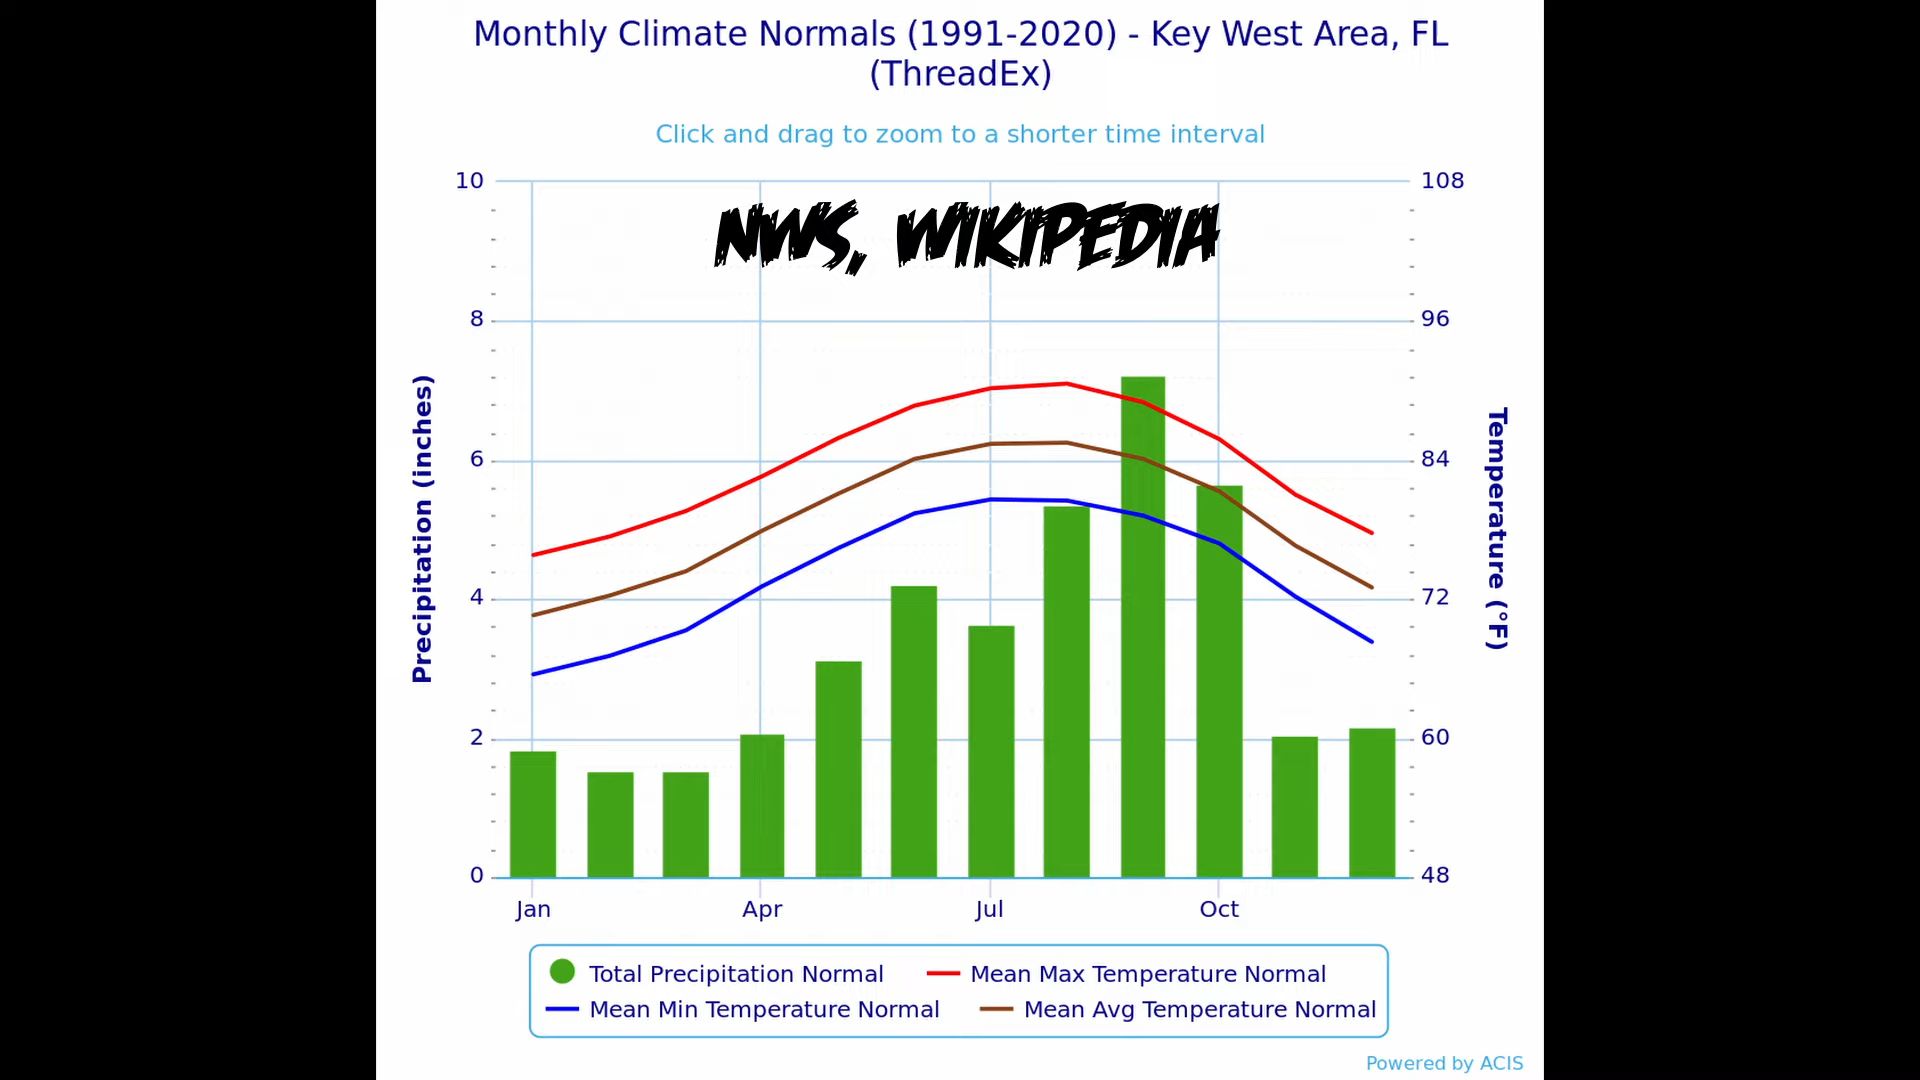 Monthly Climate Normals (1991-2020) - Key West Area, FL
(ThreadEx)
Click and drag to zoom to a shorter time interval
NWS, WIKIPEDIA
10
8
6
4
2
0
Precipitation (inches)
108
96
84
72
60
48
Temperature (°F)
Jan Apr Jul Oct
Total Precipitation Normal Mean Max Temperature Normal
Mean Min Temperature Normal Mean Avg Temperature Normal
Powered by ACIS